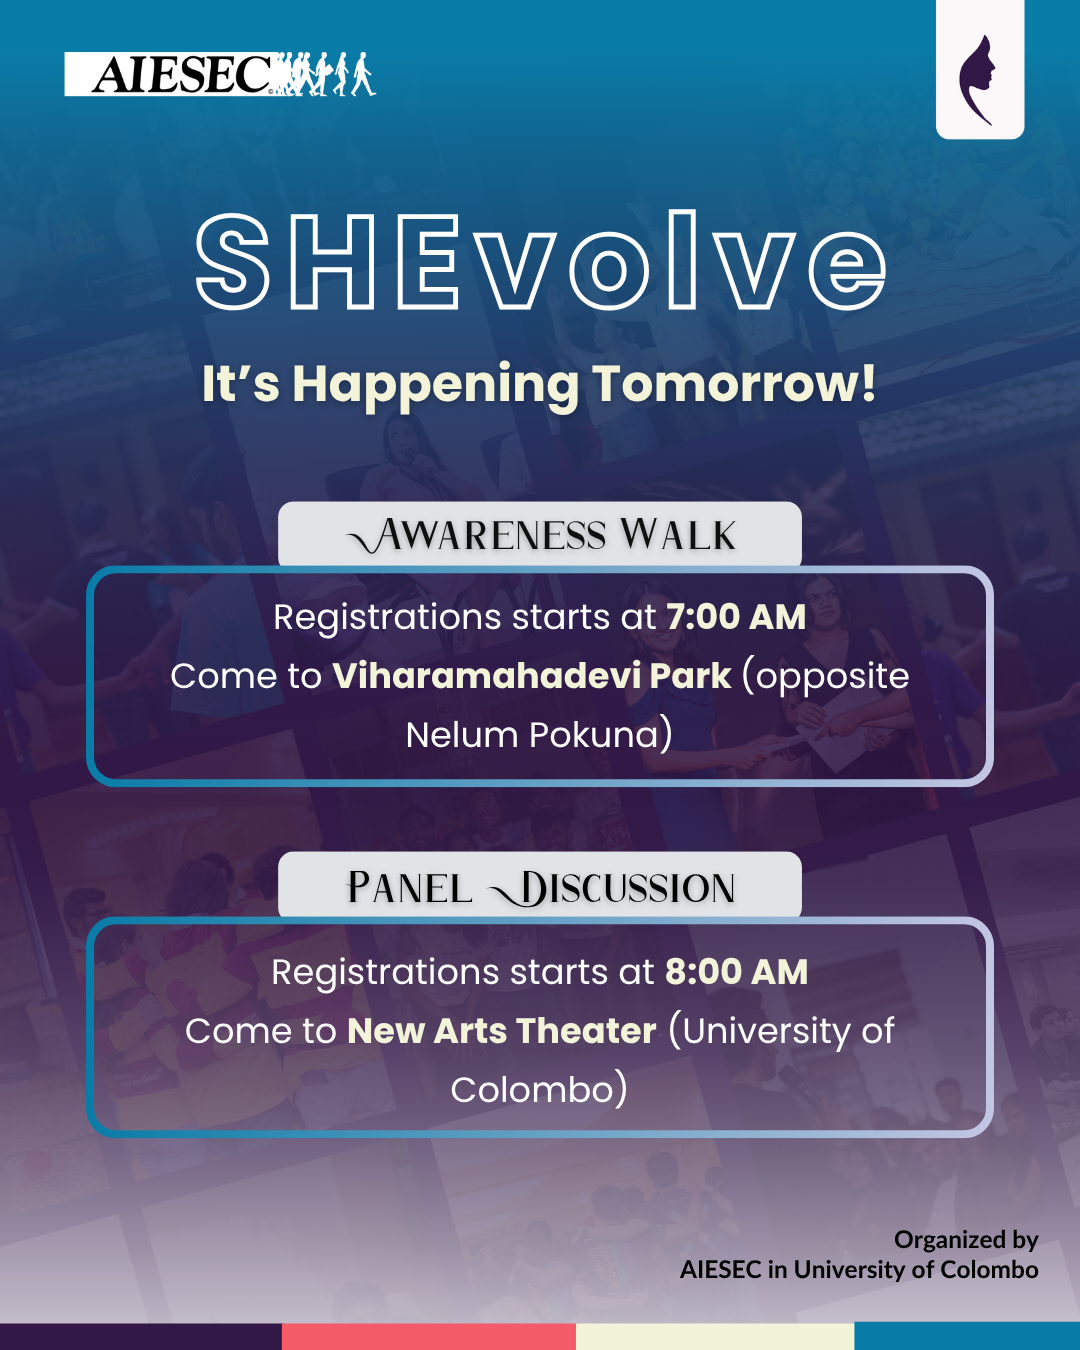 AIESEC
SHEvolve
It's Happening Tomorrow!
AWARENESS WALK
Registrations starts at 7:00 AM
Come to Viharamahadevi Park (opposite
Nelum Pokuna)
PANEL DISCUSSION
Registrations starts at 8:00 AM
Come to New Arts Theater (University of
Colombo)
Organized by
AIESEC in University of Colombo